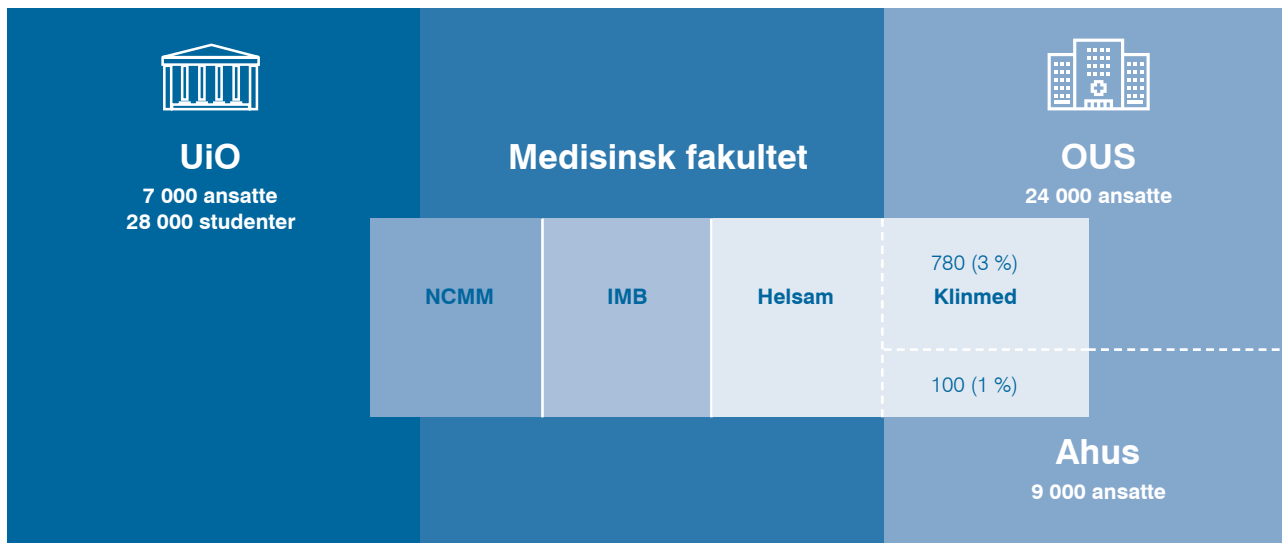 UiO
7 000 ansatte
28 000 studenter
Medisinsk fakultet
OUS
24 000 ansatte
NCMM
IMB
Helsam
780 (3 %)
Klinmed
100 (1 %)
Ahus
9 000 ansatte